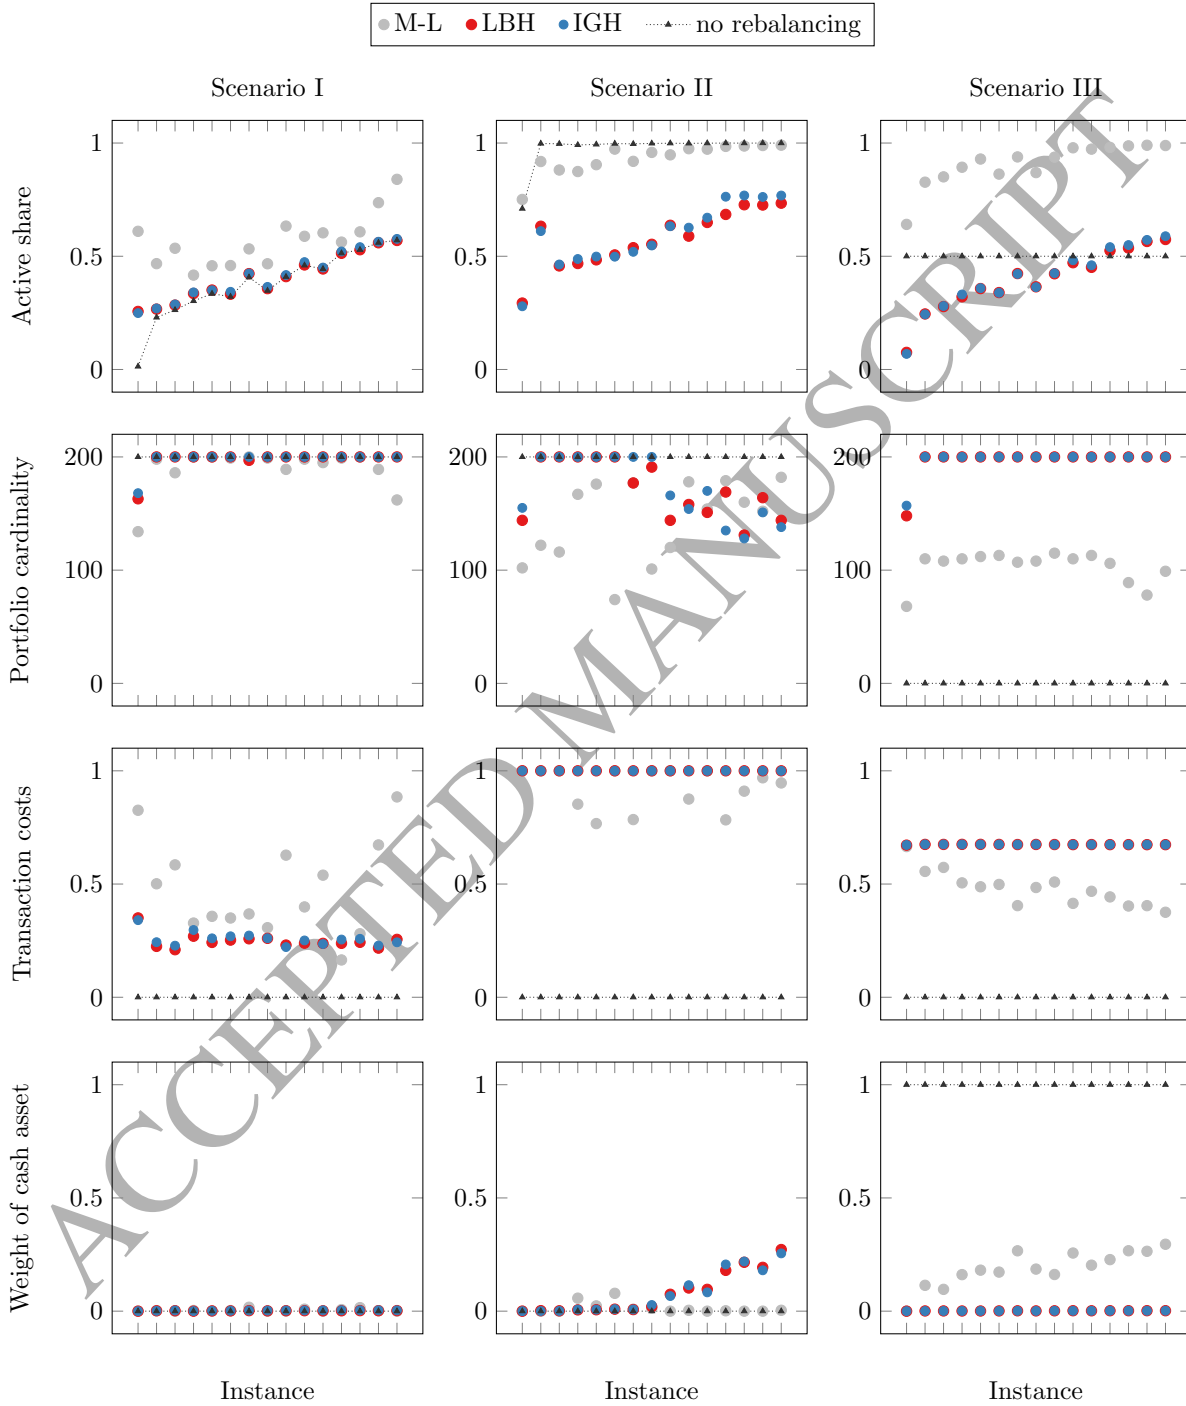 M-L LBH IGH no rebalancing
Scenario I Scenario II Scenario III
Active share
1 1 1
0.5 0.5 0.5
0 0 0
Portfolio cardinality
200 200 200
100 100 100
0 0 0
Transaction costs
1 1 1
0.5 0.5 0.5
0 0 0
Weight of cash asset
1 1 1
0.5 0.5 0.5
0 0 0
Instance Instance Instance
ACCEPTED MANUSCRIPT